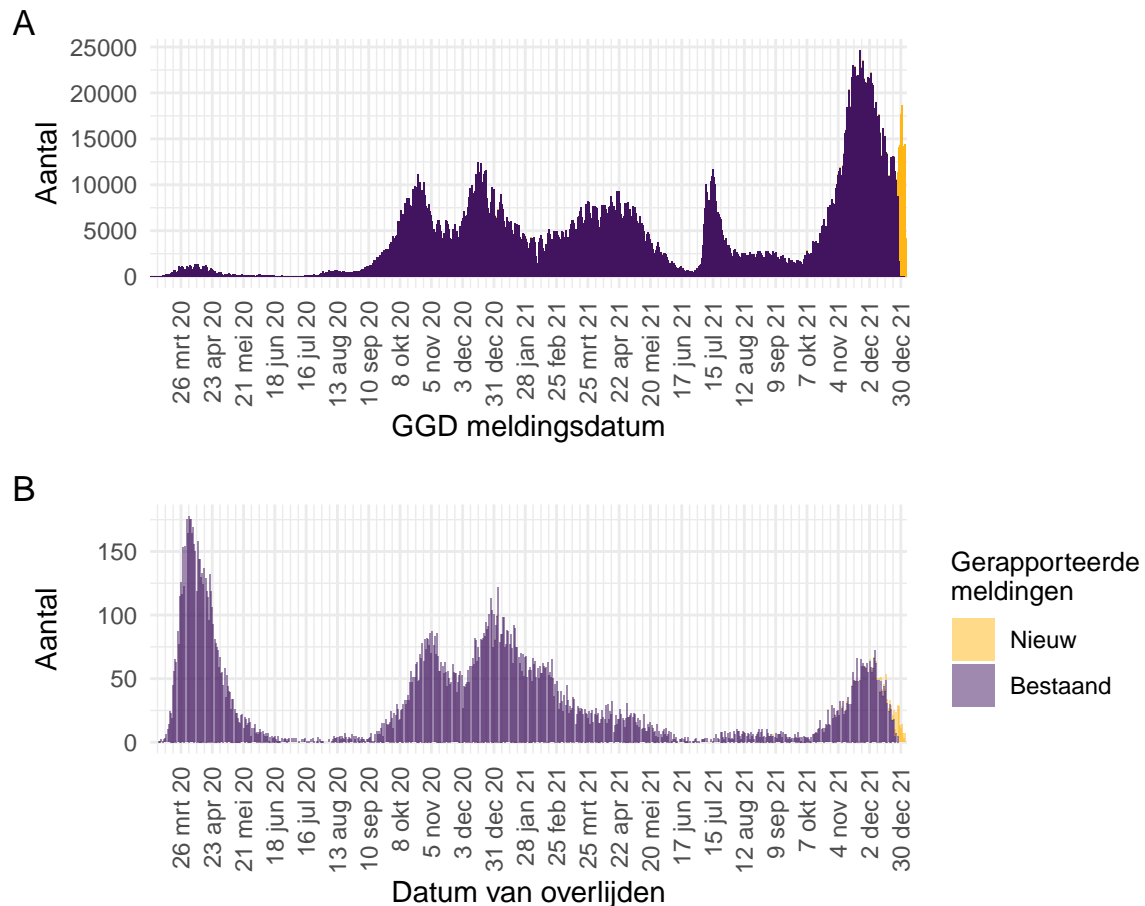 A
25000
20000
15000
10000
5000
0
Aantal
26 mrt 20
23 apr 20
21 mei 20
18 jun 20
16 jul 20
13 aug 20
10 sep 20
8 okt 20
5 nov 20
3 dec 20
31 dec 20
28 jan 21
25 feb 21
25 mrt 21
22 apr 21
20 mei 21
17 jun 21
15 jul 21
12 aug 21
9 sep 21
7 okt 21
4 nov 21
2 dec 21
30 dec 21
GGD meldingsdatum
B
150
100
50
0
Aantal
26 mrt 20
23 apr 20
21 mei 20
18 jun 20
16 jul 20
13 aug 20
10 sep 20
8 okt 20
5 nov 20
3 dec 20
31 dec 20
28 jan 21
25 feb 21
25 mrt 21
22 apr 21
20 mei 21
17 jun 21
15 jul 21
12 aug 21
9 sep 21
7 okt 21
4 nov 21
2 dec 21
30 dec 21
Datum van overlijden
Gerapporteerde
meldingen
Nieuw
Bestaand